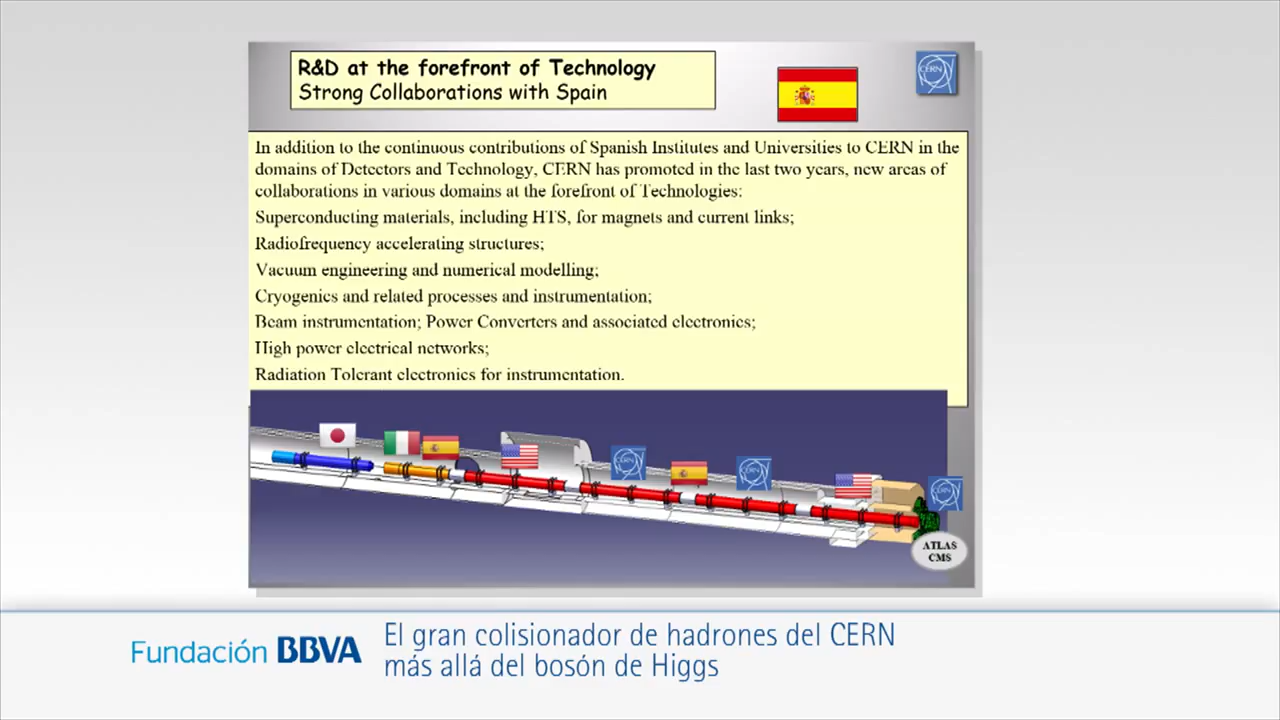 R&D at the forefront of Technology
Strong Collaborations with Spain
CERN
In addition to the continuous contributions of Spanish Institutes and Universities to CERN in the
domains of Detectors and Technology, CERN has promoted in the last two years, new areas of
collaborations in various domains at the forefront of Technologies:
Superconducting materials, including HTS, for magnets and current links;
Radiofrequency accelerating structures;
Vacuum engineering and numerical modelling;
Cryogenics and related processes and instrumentation;
Beam instrumentation; Power Converters and associated electronics;
High power electrical networks;
Radiation Tolerant electronics for instrumentation.
CERN
CERN
CERN
ATLAS
CMS
Fundación BBVA
El gran colisionador de hadrones del CERN
más allá del bosón de Higgs